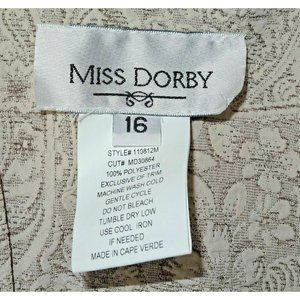 MISS DORBY
16
STYLE# 110812M
CUT# MD30864
100% POLYESTER
EXCLUSIVE OF TRIM
MACHINE WASH COLD
GENTLE CYCLE
DO NOT BLEACH
TUMBLE DRY LOW
USE COOL IRON
IF NEEDED
MADE IN CAPE VERDE